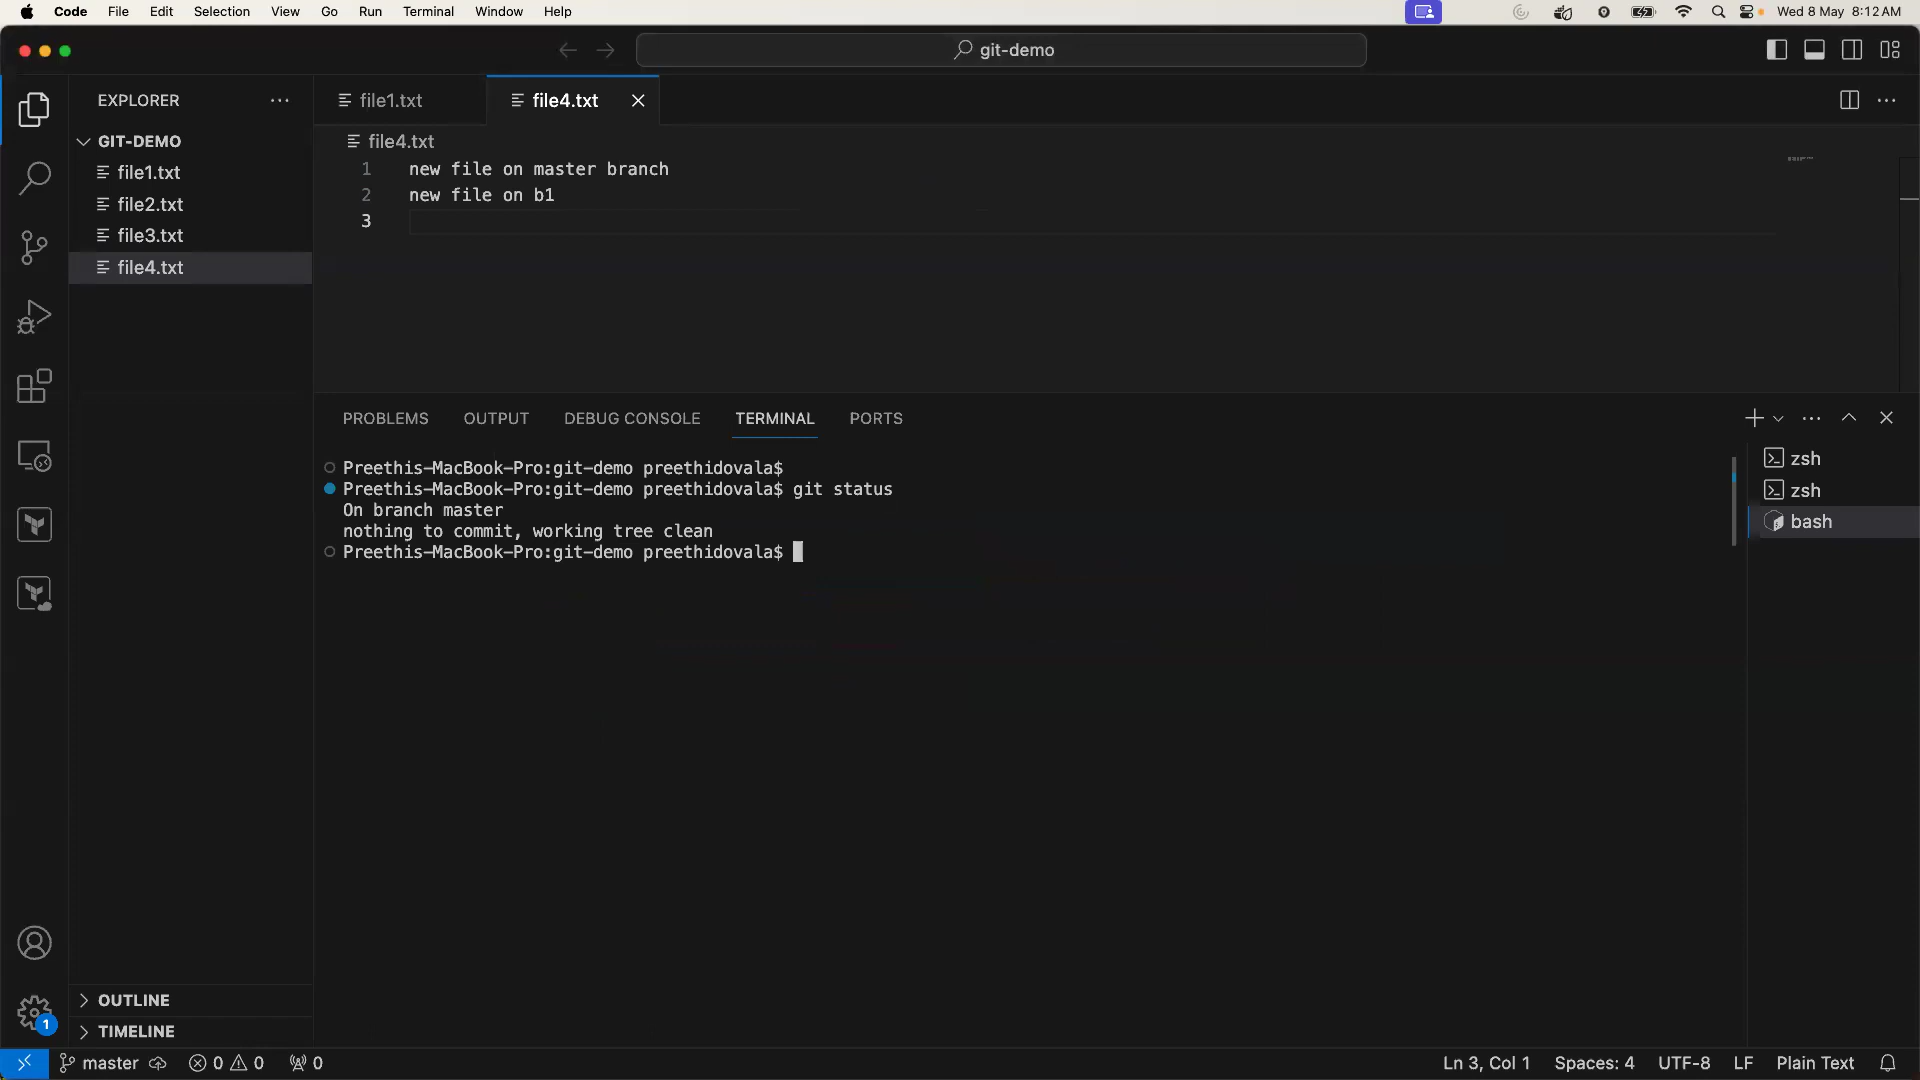 Code File Edit Selection View Go Run Terminal Window Help Wed 8 May 8:12 AM
git-demo
EXPLORER
GIT-DEMO
file1.txt
file2.txt
file3.txt
file4.txt
OUTLINE
TIMELINE
file1.txt file4.txt
file4.txt
1 new file on master branch
2 new file on b1
3
PROBLEMS OUTPUT DEBUG CONSOLE TERMINAL PORTS
Preethis-MacBook-Pro:git-demo preethidovala$
Preethis-MacBook-Pro:git-demo preethidovala$ git status
On branch master
nothing to commit, working tree clean
Preethis-MacBook-Pro:git-demo preethidovala$
zsh
zsh
bash
1
master 0 0 0 Ln 3, Col 1 Spaces: 4 UTF-8 LF Plain Text